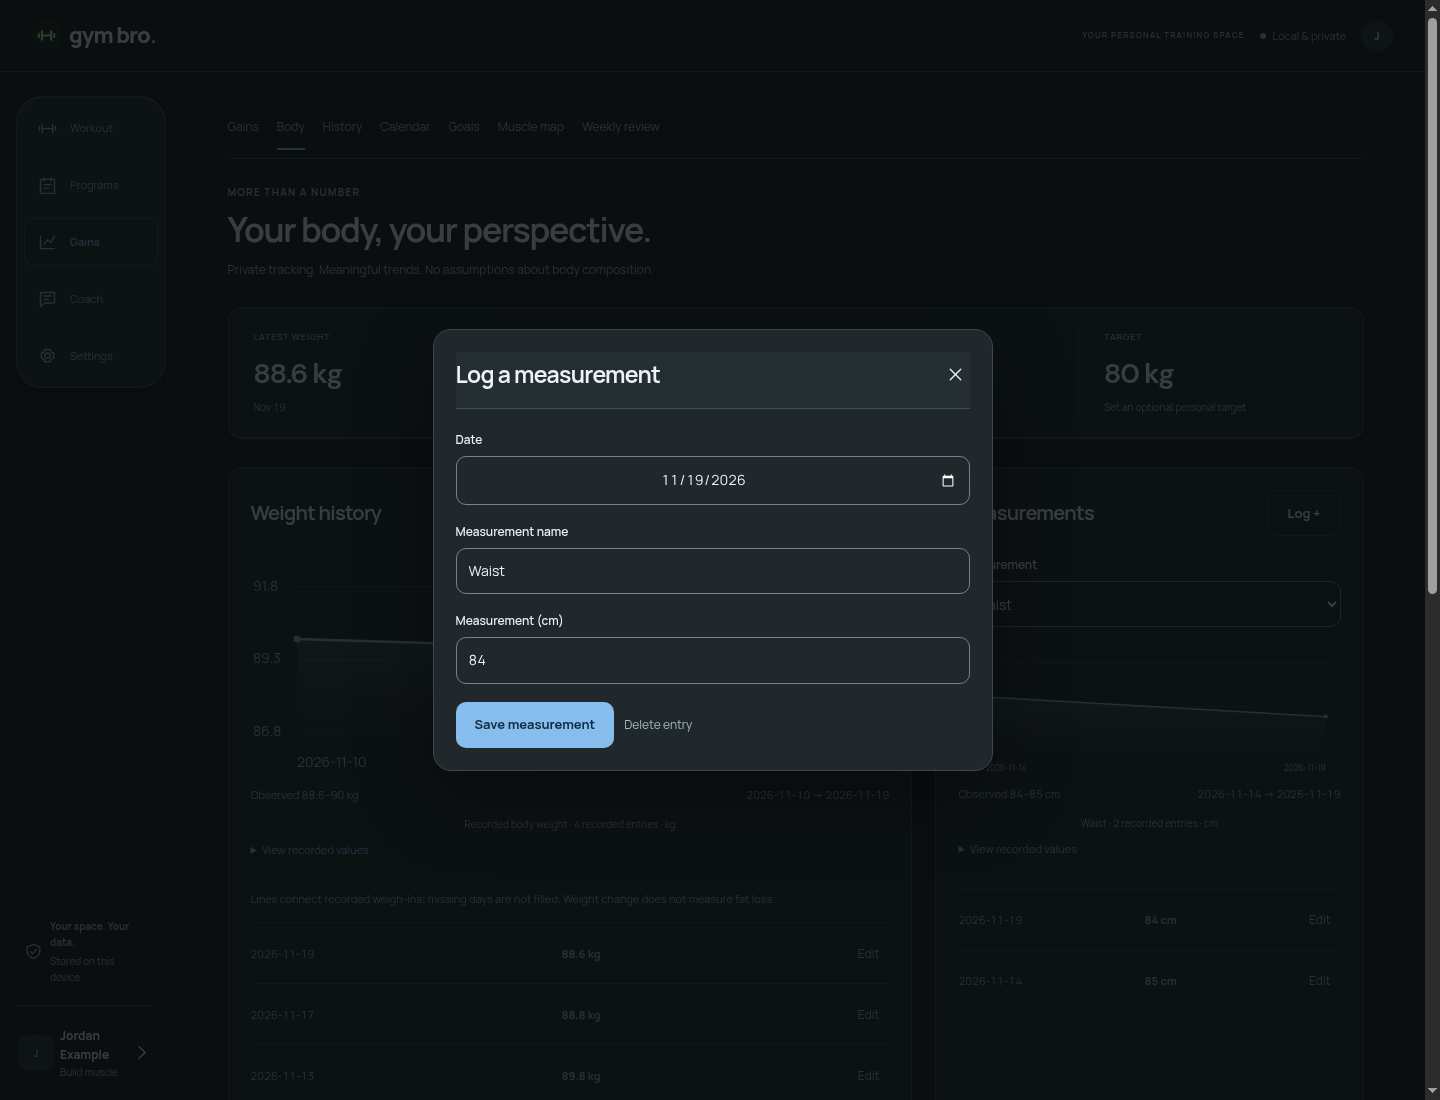 gym bro.
YOUR PERSONAL TRAINING SPACE
Local & private
J
Workout
Programs
Gains
Coach
Settings
Gains
Body
History
Calendar
Goals
Muscle map
Weekly review
MORE THAN A NUMBER
Your body, your perspective.
Private tracking. Meaningful trends. No assumptions about body composition.
LATEST WEIGHT
88.6 kg
Nov 19
TARGET
80 kg
Set an optional personal target
Log a measurement
Date
11/19/2026
Measurement name
Waist
Measurement (cm)
84
Save measurement
Delete entry
Weight history
91.8
89.3
86.8
2026-11-10
Observed 88.6–90 kg
2026-11-10 → 2026-11-19
Recorded body weight · 4 recorded entries · kg
▶ View recorded values
Lines connect recorded weigh-ins; missing days are not filled. Weight change does not measure fat loss.
2026-11-19 88.6 kg Edit
2026-11-17 88.8 kg Edit
2026-11-13 89.8 kg Edit
asurements
Log +
urement
ist
2026-11-14
2026-11-19
Observed 84–85 cm
2026-11-14 → 2026-11-19
Waist · 2 recorded entries · cm
▶ View recorded values
2026-11-19 84 cm Edit
2026-11-14 85 cm Edit
Your space. Your
data.
Stored on this
device
J
Jordan
Example
Build muscle